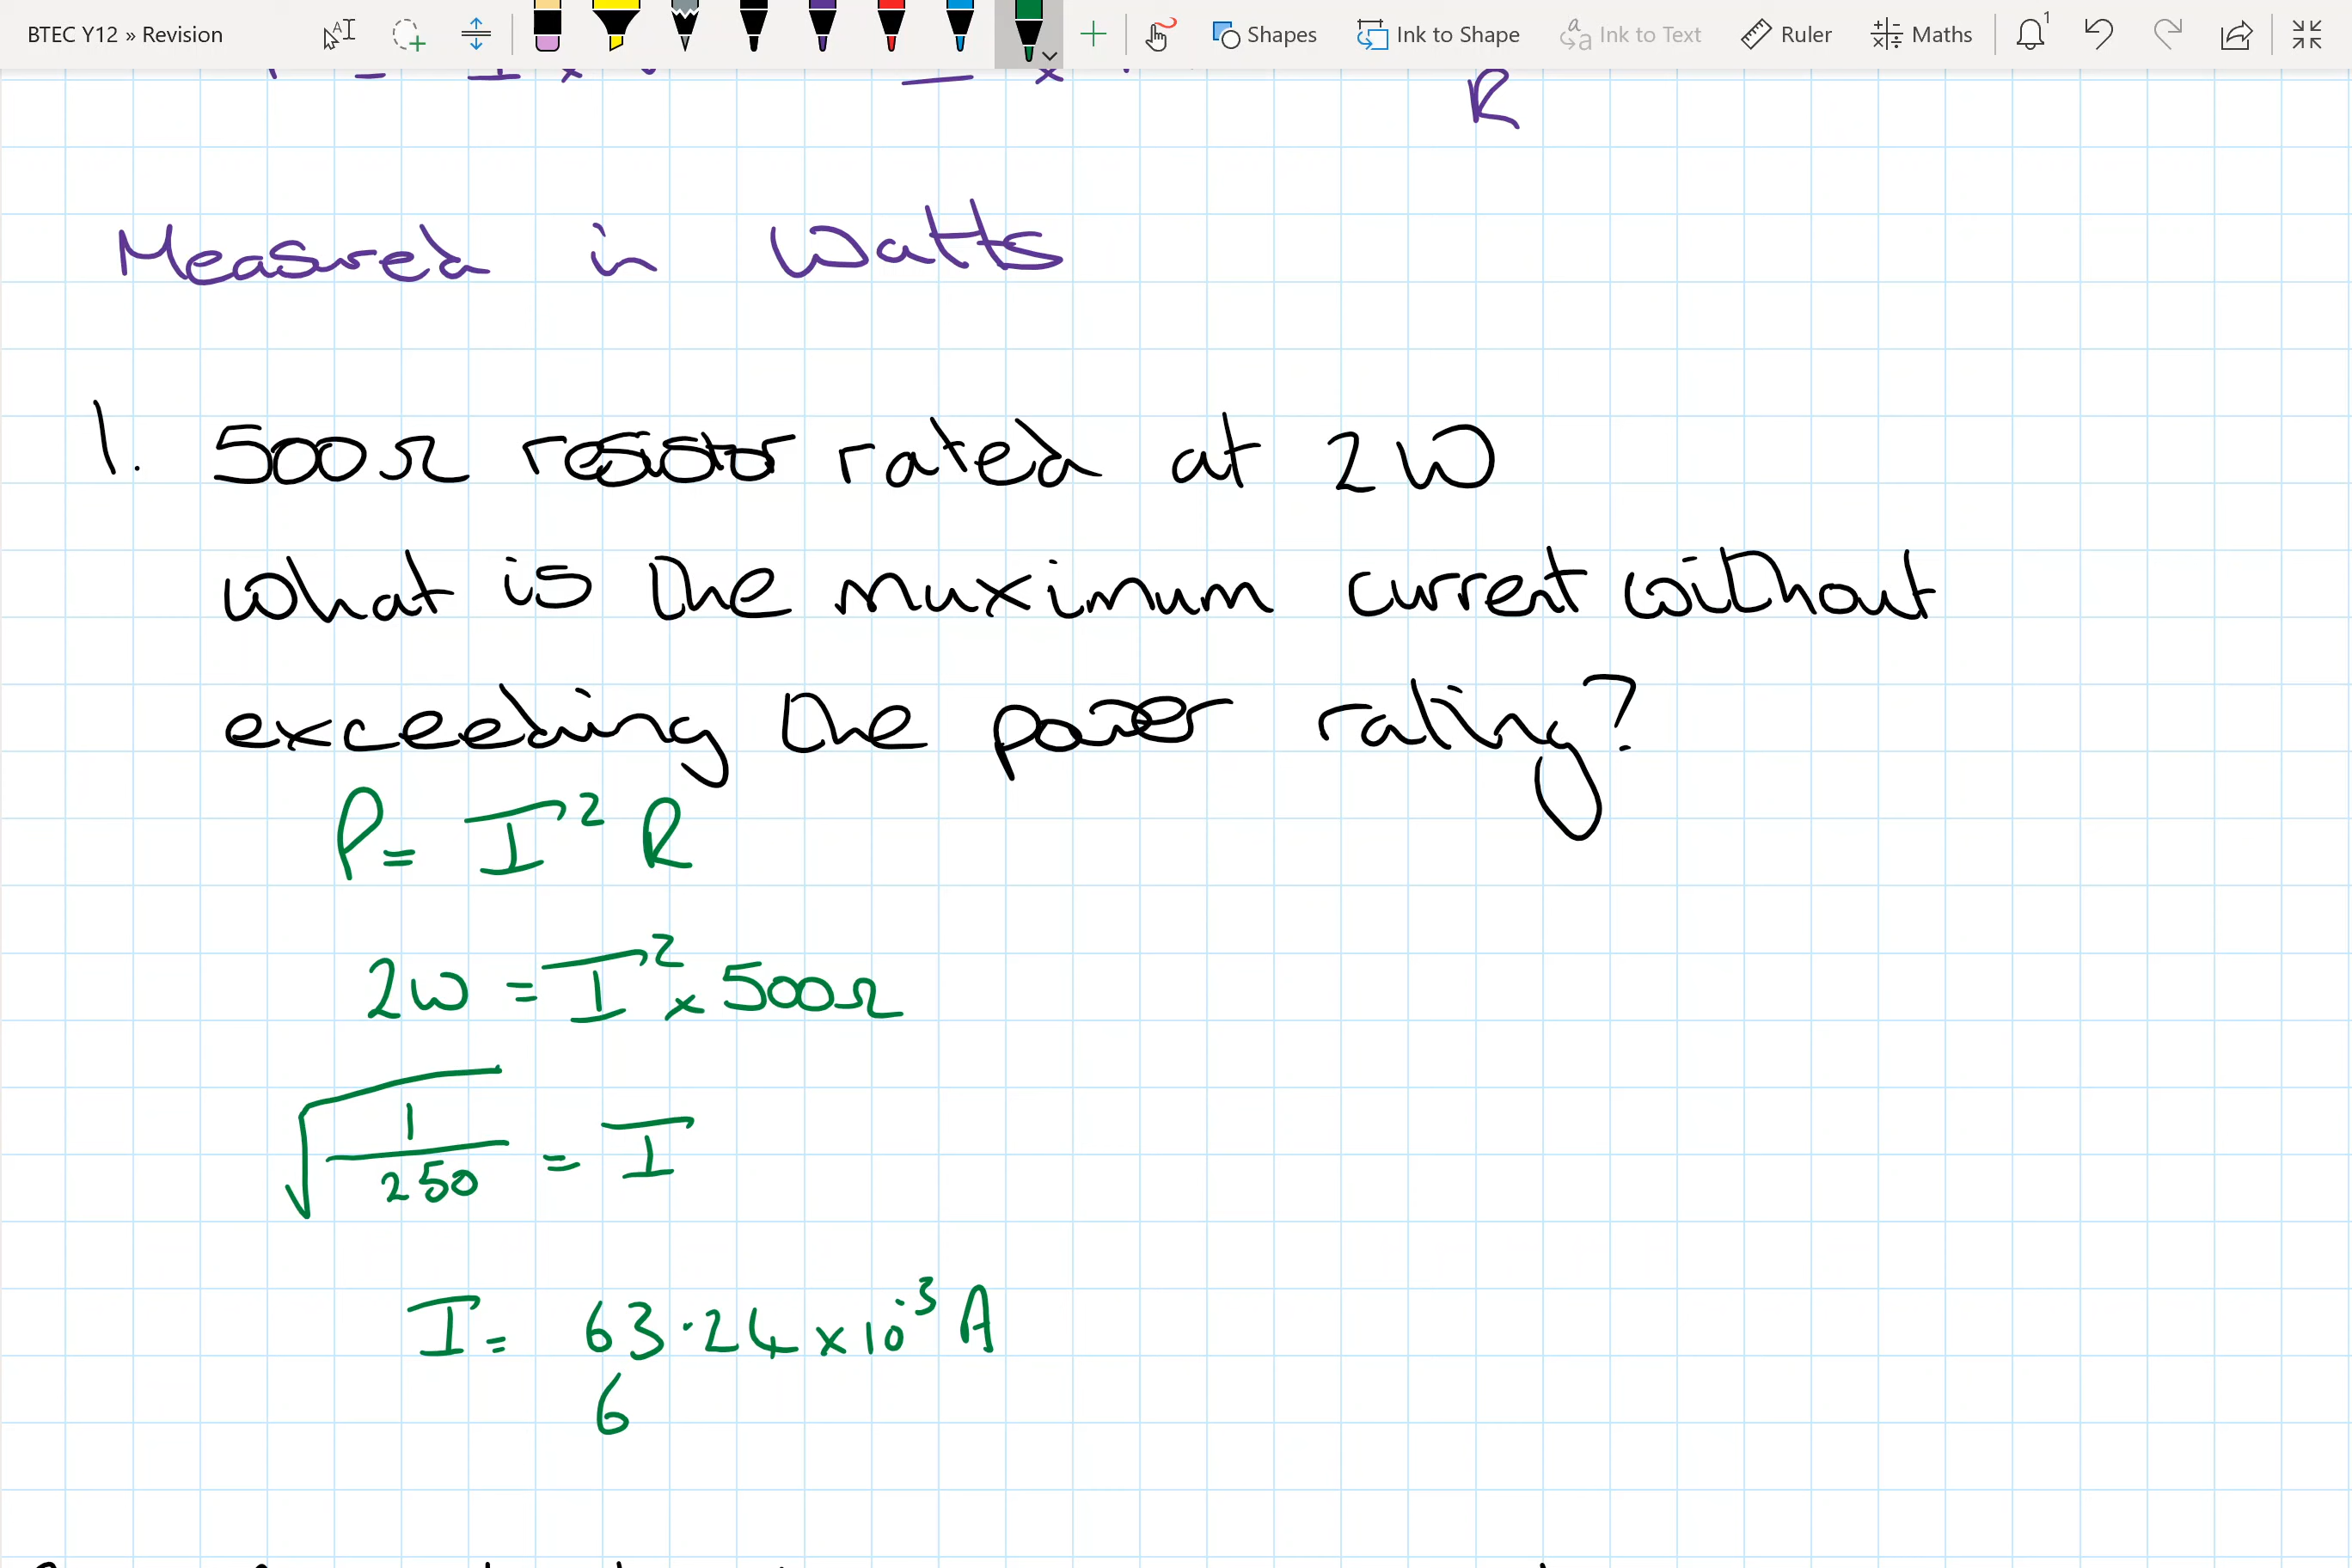 BTEC Y12 » Revision Shapes Ink to Shape Ink to Text Ruler Maths 1
R
Measured in Watts
1. 500Ω resistor rated at 2W
What is the maximum current without
exceeding the power rating?
P = I² R
2W = I² × 500Ω
√(1/250) = I
I = 63.24 × 10⁻³ A
6